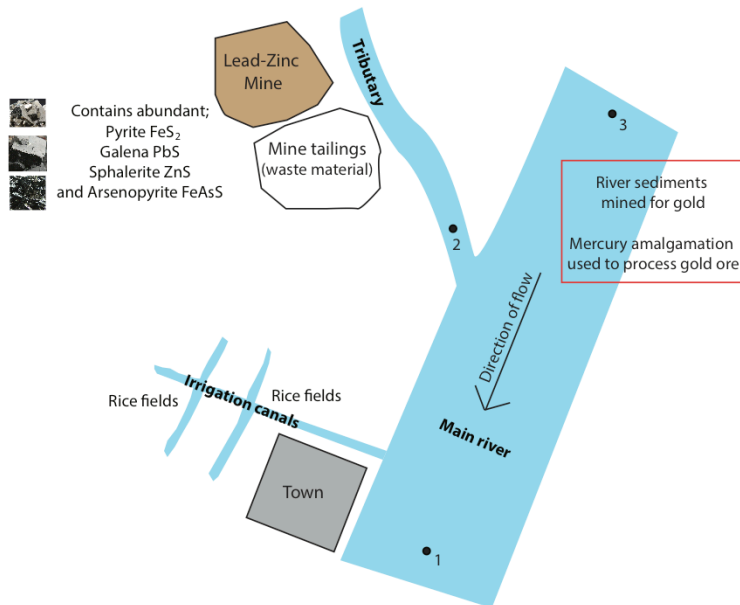 Lead-Zinc
Mine
Tributary
Contains abundant;
Pyrite FeS₂
Galena PbS
Sphalerite ZnS
and Arsenopyrite FeAsS
Mine tailings
(waste material)
3
River sediments
mined for gold
Mercury amalgamation
used to process gold ore
2
Direction of flow
Rice fields
Irrigation canals
Rice fields
Main river
Town
1